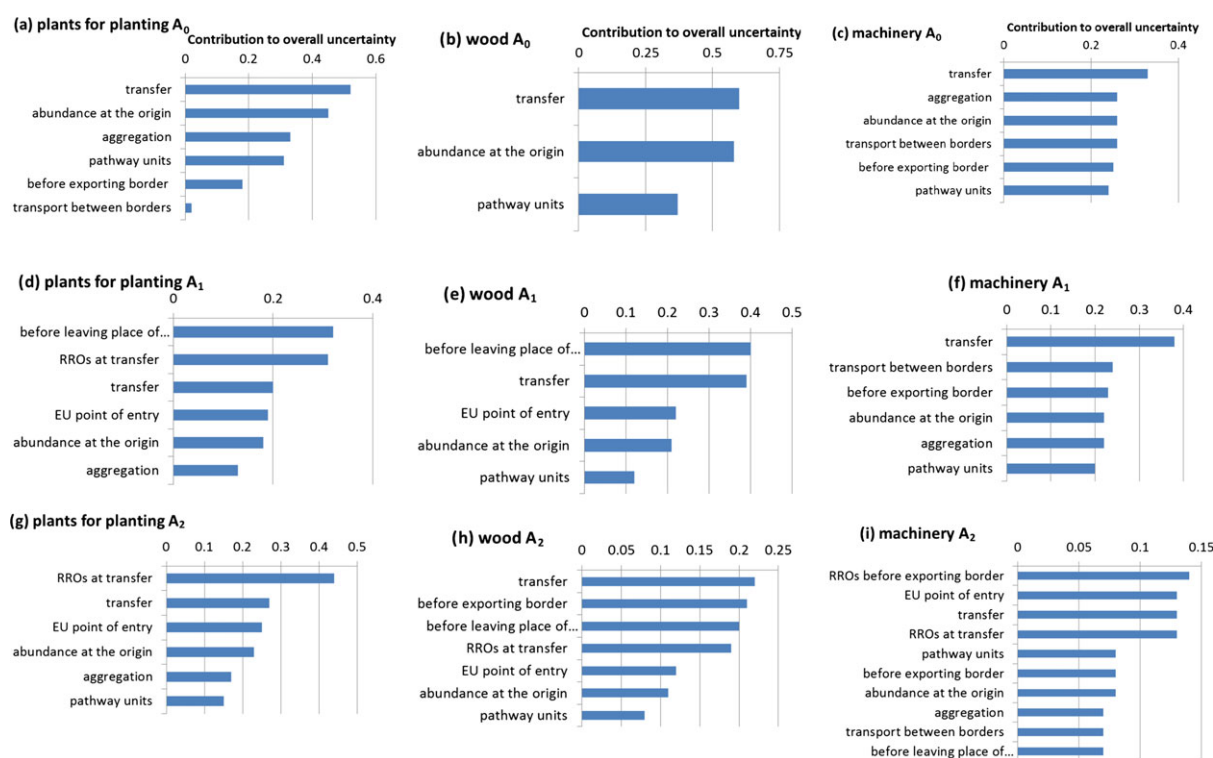 (a) plants for planting A₀
Contribution to overall uncertainty
0 0.2 0.4 0.6
transfer
abundance at the origin
aggregation
pathway units
before exporting border
transport between borders
(b) wood A₀
Contribution to overall uncertainty
0 0.25 0.5 0.75
transfer
abundance at the origin
pathway units
(c) machinery A₀
Contribution to overall uncertainty
0 0.2 0.4
transfer
aggregation
abundance at the origin
transport between borders
before exporting border
pathway units
(d) plants for planting A₁
0 0.2 0.4
before leaving place of...
RROs at transfer
transfer
EU point of entry
abundance at the origin
aggregation
(e) wood A₁
0 0.1 0.2 0.3 0.4 0.5
before leaving place of...
transfer
EU point of entry
abundance at the origin
pathway units
(f) machinery A₁
0 0.1 0.2 0.3 0.4
transfer
transport between borders
before exporting border
abundance at the origin
aggregation
pathway units
(g) plants for planting A₂
0 0.1 0.2 0.3 0.4 0.5
RROs at transfer
transfer
EU point of entry
abundance at the origin
aggregation
pathway units
(h) wood A₂
0 0.05 0.1 0.15 0.2 0.25
transfer
before exporting border
before leaving place of...
RROs at transfer
EU point of entry
abundance at the origin
pathway units
(i) machinery A₂
0 0.05 0.1 0.15
RROs before exporting border
EU point of entry
transfer
RROs at transfer
pathway units
before exporting border
abundance at the origin
aggregation
transport between borders
before leaving place of...